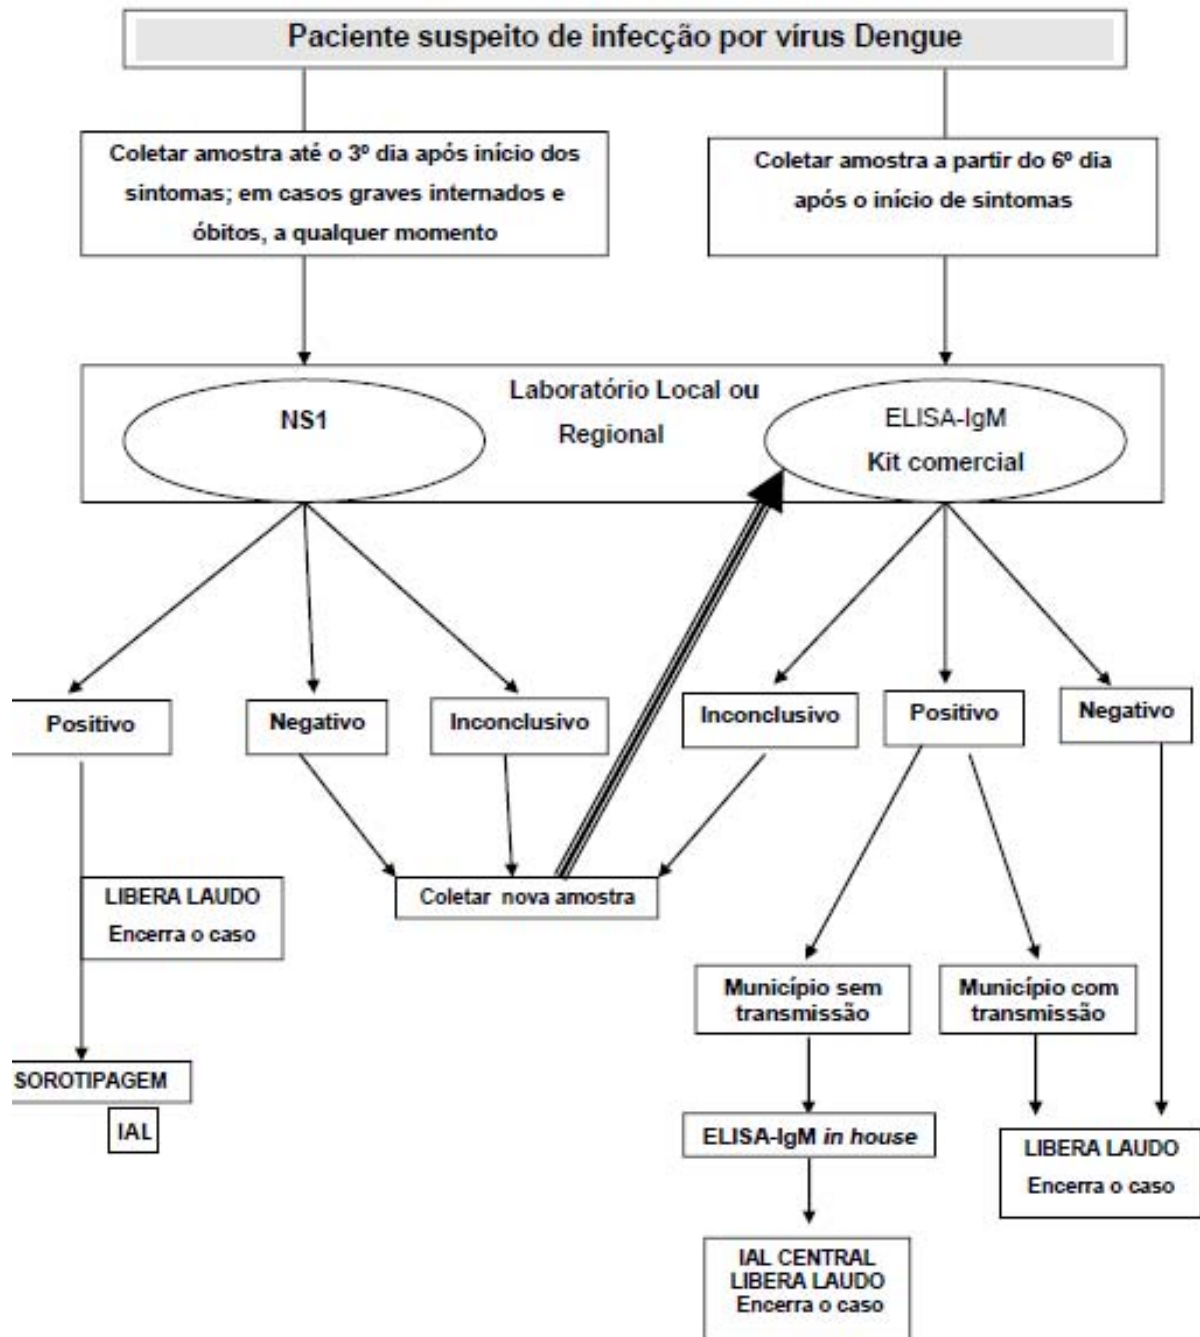 Paciente suspeito de infecção por vírus Dengue
Coletar amostra até o 3º dia após início dos
sintomas; em casos graves internados e
óbitos, a qualquer momento
Coletar amostra a partir do 6º dia
após o início de sintomas
Laboratório Local ou
Regional
NS1
ELISA-IgM
Kit comercial
Positivo
Negativo
Inconclusivo
Inconclusivo
Positivo
Negativo
LIBERA LAUDO
Encerra o caso
Coletar nova amostra
Município sem
transmissão
Município com
transmissão
SOROTIPAGEM
IAL
ELISA-IgM in house
LIBERA LAUDO
Encerra o caso
IAL CENTRAL
LIBERA LAUDO
Encerra o caso